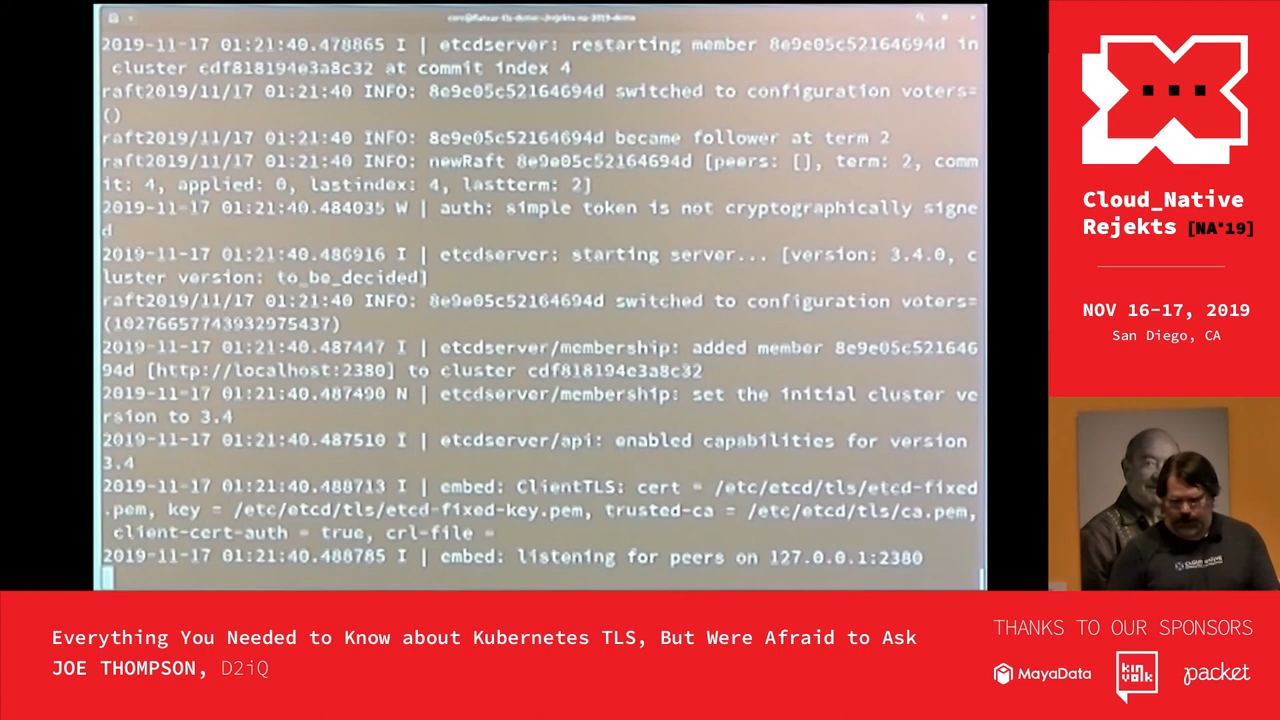 2019-11-17 01:21:40.478865 I | etcdserver: restarting member 8e9e05c52164694d in
cluster cdf818194e3a8c32 at commit index 4
raft2019/11/17 01:21:40 INFO: 8e9e05c52164694d switched to configuration voters=
()
raft2019/11/17 01:21:40 INFO: 8e9e05c52164694d became follower at term 2
raft2019/11/17 01:21:40 INFO: newRaft 8e9e05c52164694d [peers: [], term: 2, comm
it: 4, applied: 0, lastindex: 4, lastterm: 2]
2019-11-17 01:21:40.484035 W | auth: simple token is not cryptographically signe
d
2019-11-17 01:21:40.486916 I | etcdserver: starting server... [version: 3.4.0, c
luster version: to_be_decided]
raft2019/11/17 01:21:40 INFO: 8e9e05c52164694d switched to configuration voters=
(10276657743932975437)
2019-11-17 01:21:40.487447 I | etcdserver/membership: added member 8e9e05c521646
94d [http://localhost:2380] to cluster cdf818194e3a8c32
2019-11-17 01:21:40.487490 N | etcdserver/membership: set the initial cluster ve
rsion to 3.4
2019-11-17 01:21:40.487510 I | etcdserver/api: enabled capabilities for version
3.4
2019-11-17 01:21:40.488713 I | embed: ClientTLS: cert = /etc/etcd/tls/etcd-fixed
.pem, key = /etc/etcd/tls/etcd-fixed-key.pem, trusted-ca = /etc/etcd/tls/ca.pem,
client-cert-auth = true, crl-file =
2019-11-17 01:21:40.488785 I | embed: listening for peers on 127.0.0.1:2380
Cloud_Native
Rejekts [NA'19]
NOV 16-17, 2019
San Diego, CA
Everything You Needed to Know about Kubernetes TLS, But Were Afraid to Ask
JOE THOMPSON, D2iQ
THANKS TO OUR SPONSORS
MayaData
kin
volk
packet